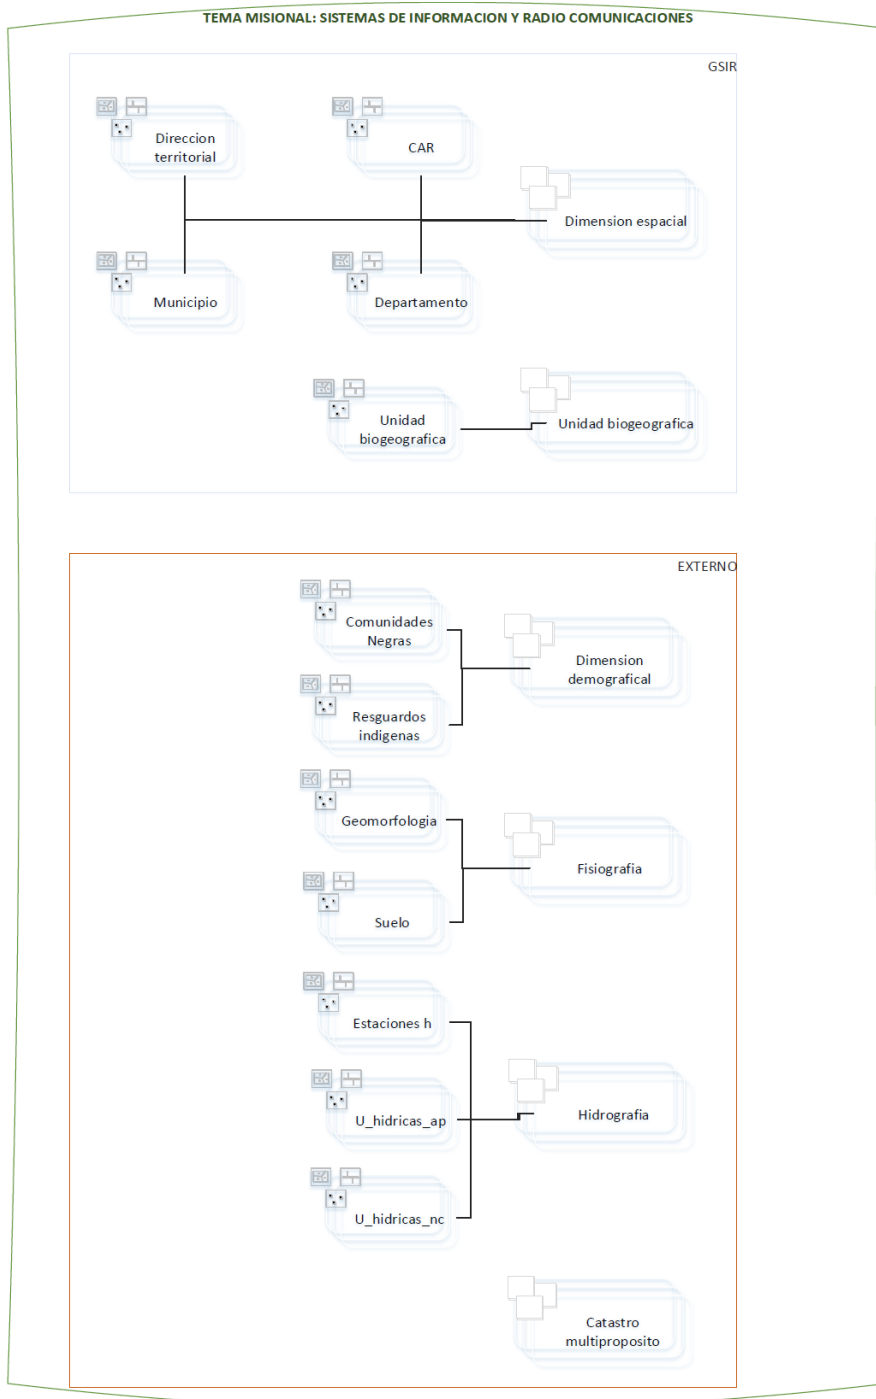 TEMA MISIONAL: SISTEMAS DE INFORMACION Y RADIO COMUNICACIONES
GSIR
Direccion
territorial
CAR
Dimension espacial
Municipio
Departamento
Unidad
biogeografica
Unidad biogeografica
EXTERNO
Comunidades
Negras
Dimension
demografical
Resguardos
indigenas
Geomorfologia
Fisiografia
Suelo
Estaciones h
U_hidricas_ap
Hidrografia
U_hidricas_nc
Catastro
multiproposito